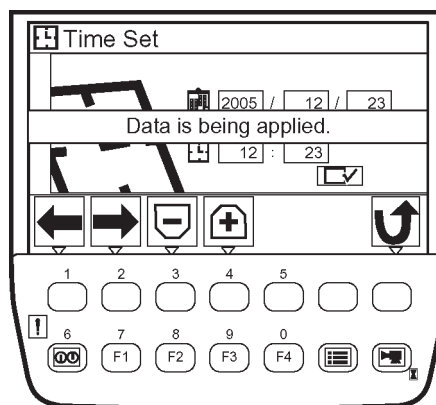 Time Set
2005 / 12 / 23
Data is being applied.
12 : 23
1 2 3 4 5
!
6 7 8 9 0
F1 F2 F3 F4